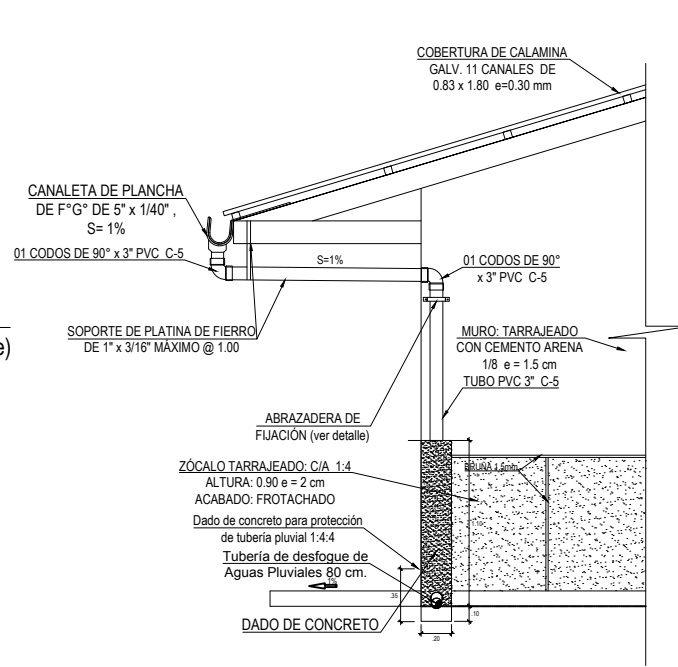 COBERTURA DE CALAMINA
GALV. 11 CANALES DE
0.83 x 1.80 e=0.30 mm
CANALETA DE PLANCHA
DE F°G° DE 5" x 1/40" ,
S= 1%
01 CODOS DE 90° x 3" PVC C-5
S=1%
01 CODOS DE 90°
x 3" PVC C-5
SOPORTE DE PLATINA DE FIERRO
DE 1" x 3/16" MÁXIMO @ 1.00
e)
MURO: TARRAJEADO
CON CEMENTO ARENA
1/8 e = 1.5 cm
TUBO PVC 3" C-5
ABRAZADERA DE
FIJACIÓN (ver detalle)
ZÓCALO TARRAJEADO: C/A 1:4
ALTURA: 0.90 e = 2 cm
ACABADO: FROTACHADO
BRUÑA 1.5mm
1.10
Dado de concreto para protección
de tubería pluvial 1:4:4
Tubería de desfogue de
Aguas Pluviales 80 cm.
1%
.35
.10
DADO DE CONCRETO
.20